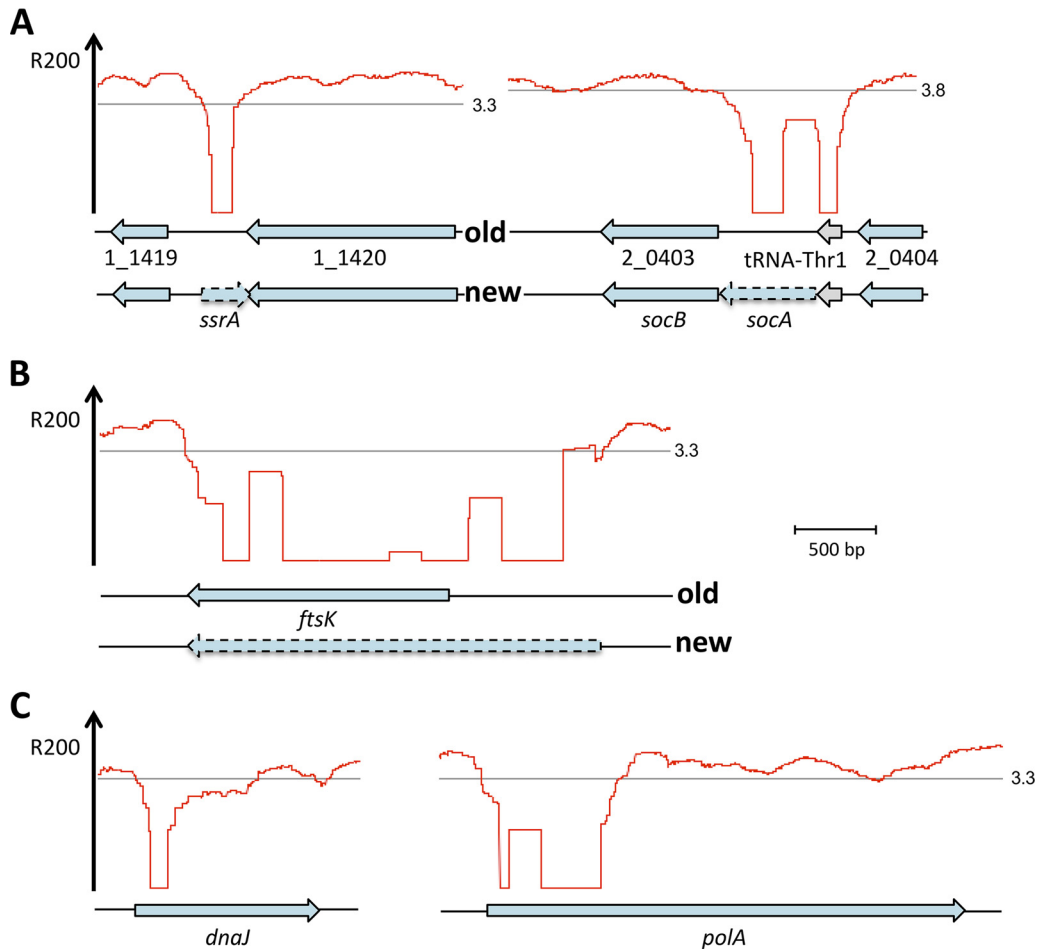 A
R200
3.3
3.8
old
1_1419
1_1420
2_0403
tRNA-Thr1
2_0404
new
ssrA
socB
socA
B
R200
3.3
500 bp
old
ftsK
new
C
R200
3.3
dnaJ
polA